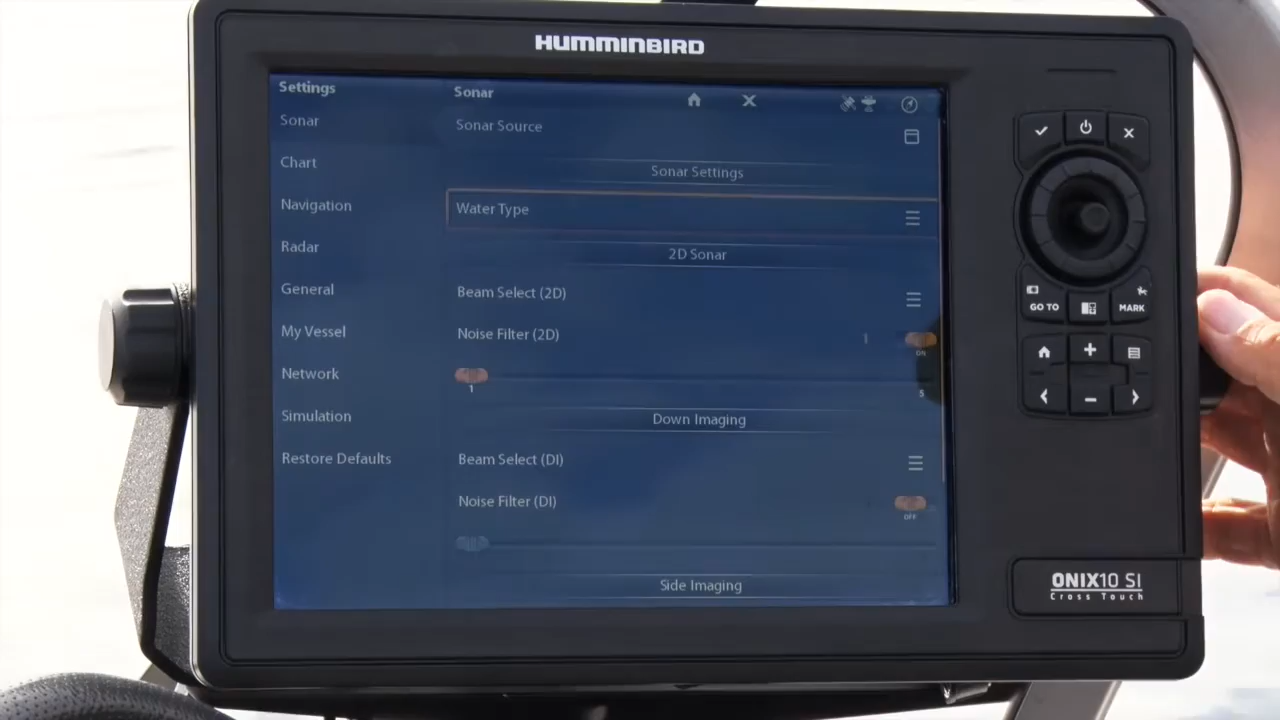 HUMMINBIRD
Settings
Sonar
Chart
Navigation
Radar
General
My Vessel
Network
Simulation
Restore Defaults
Sonar
Sonar Source
Sonar Settings
Water Type
2D Sonar
Beam Select (2D)
Noise Filter (2D) 1
ON
1 5
Down Imaging
Beam Select (DI)
Noise Filter (DI)
OFF
Side Imaging
GO TO
MARK
ONIX10 SI
Cross Touch